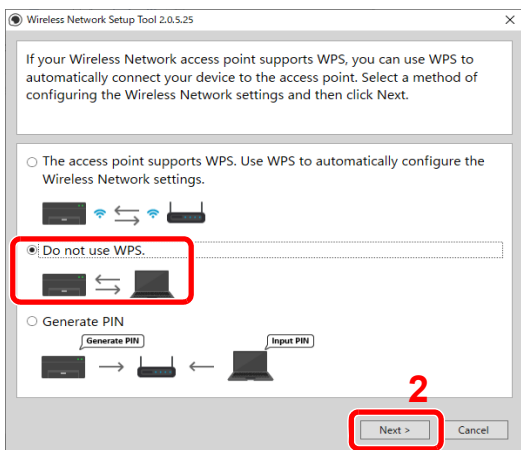 Wireless Network Setup Tool 2.0.5.25
If your Wireless Network access point supports WPS, you can use WPS to
automatically connect your device to the access point. Select a method of
configuring the Wireless Network settings and then click Next.
The access point supports WPS. Use WPS to automatically configure the
Wireless Network settings.
Do not use WPS.
Generate PIN
Generate PIN
Input PIN
2
Next >
Cancel